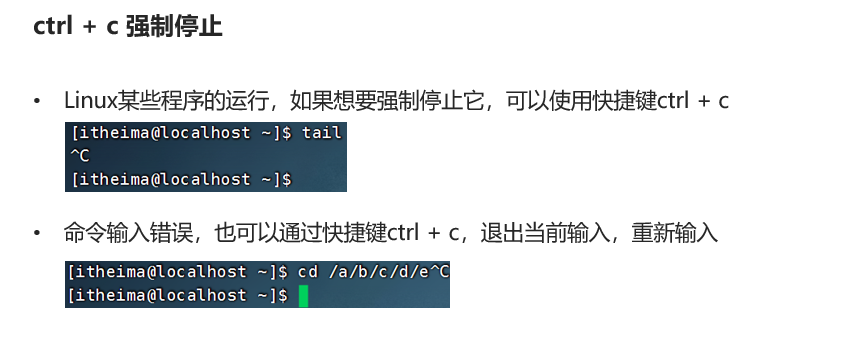 ctrl + c 强制停止
• Linux某些程序的运行，如果想要强制停止它，可以使用快捷键ctrl + c
[itheima@localhost ~]$ tail
^C
[itheima@localhost ~]$
• 命令输入错误，也可以通过快捷键ctrl + c，退出当前输入，重新输入
[itheima@localhost ~]$ cd /a/b/c/d/e^C
[itheima@localhost ~]$